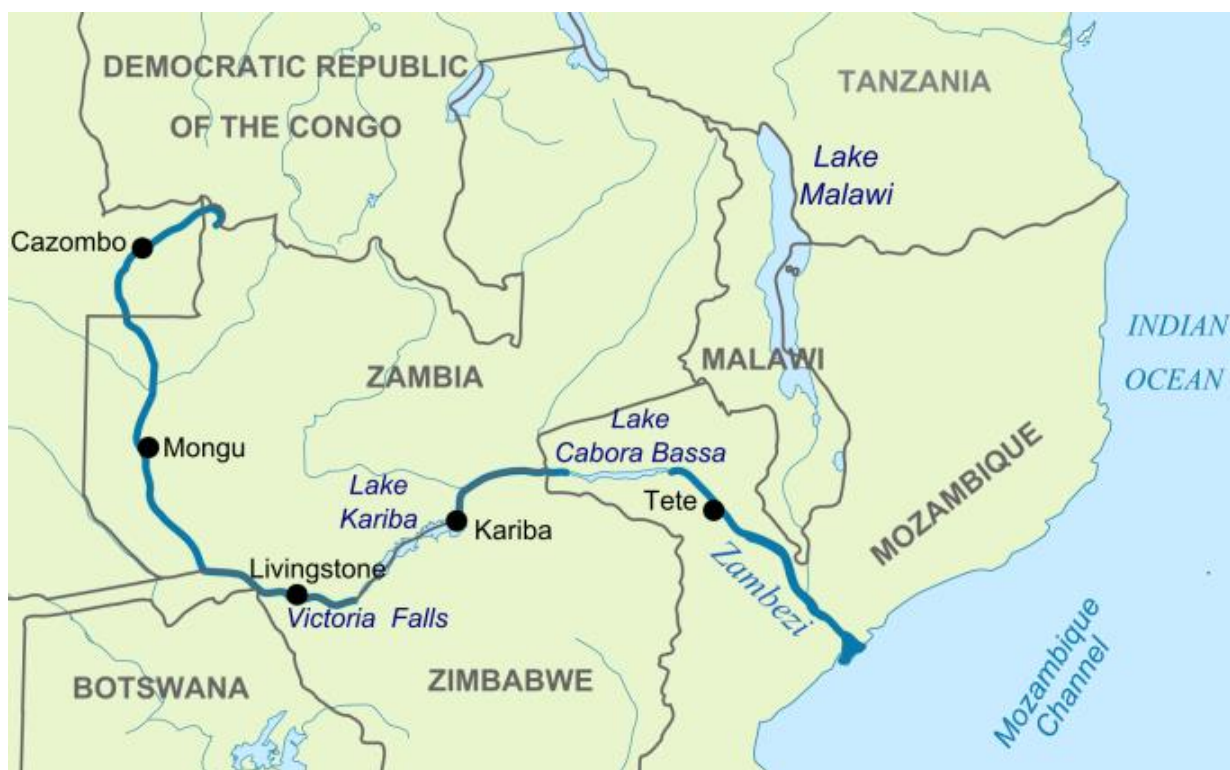 DEMOCRATIC REPUBLIC
OF THE CONGO
TANZANIA
Lake
Malawi
Cazombo
INDIAN
OCEAN
ZAMBIA
MALAWI
Lake
Cabora Bassa
Mongu
MOZAMBIQUE
Lake
Kariba
Kariba
Tete
Zambezi
Livingstone
Victoria Falls
BOTSWANA
ZIMBABWE
Mozambique
Channel